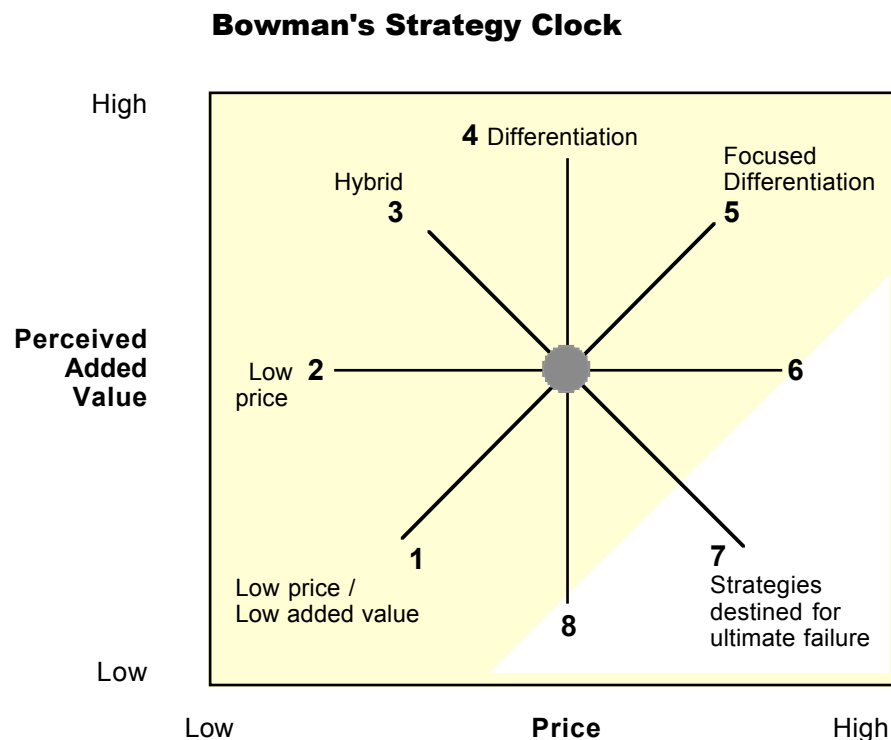 Bowman's Strategy Clock
High
4 Differentiation
Focused
Differentiation
5
Hybrid
3
Perceived
Added
Value
Low
price
2
6
1
Low price /
Low added value
7
Strategies
destined for
ultimate failure
8
Low
Low
Price
High